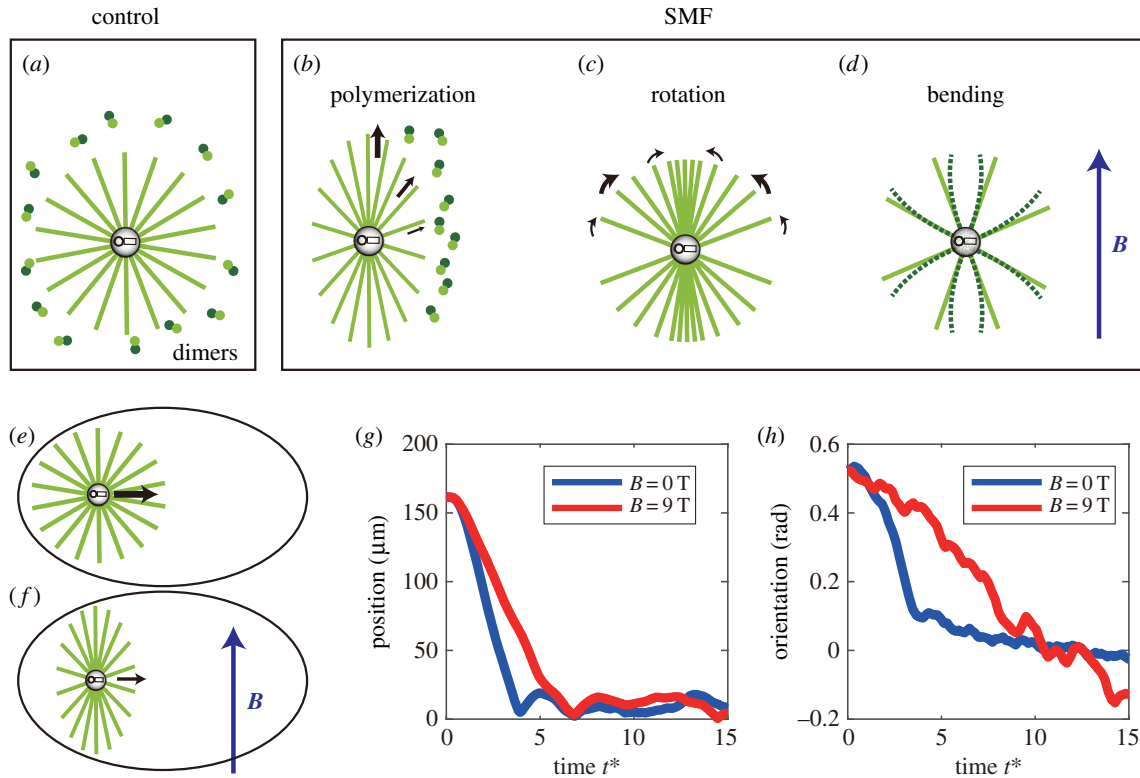 control
SMF
(a)
(b)
(c)
(d)
polymerization
rotation
bending
B
dimers
(e)
(f)
B
(g)
200
150
100
50
0
position (µm)
B = 0 T
B = 9 T
0 5 10 15
time t*
(h)
0.6
0.4
0.2
0
–0.2
orientation (rad)
B = 0 T
B = 9 T
0 5 10 15
time t*